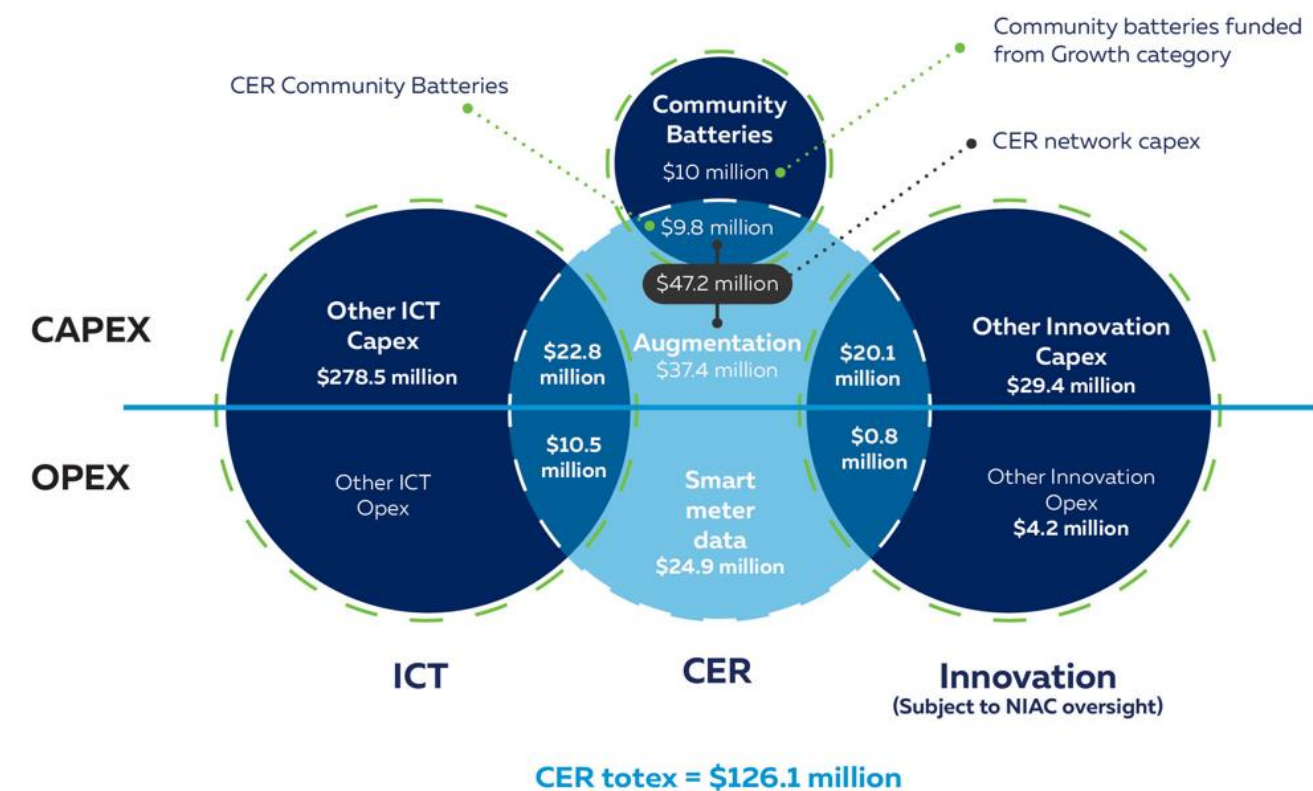 Community batteries funded
from Growth category
CER Community Batteries
Community
Batteries
$10 million
CER network capex
$9.8 million
$47.2 million
CAPEX
Other ICT
Capex
$278.5 million
$22.8
million
Augmentation
$37.4 million
$20.1
million
Other Innovation
Capex
$29.4 million
OPEX
Other ICT
Opex
$10.5
million
Smart
meter
data
$24.9 million
$0.8
million
Other Innovation
Opex
$4.2 million
ICT
CER
Innovation
(Subject to NIAC oversight)
CER totex = $126.1 million